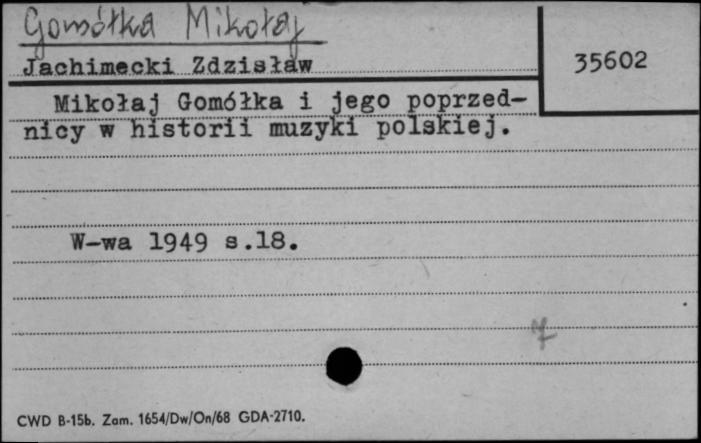 Gomółka Mikołaj
Jachimecki Zdzisław
35602
Mikołaj Gomółka i jego poprzed-
nicy w historii muzyki polskiej.
W-wa 1949 s.18.
CWD B-15b. Zam. 1654/Dw/On/68 GDA-2710.